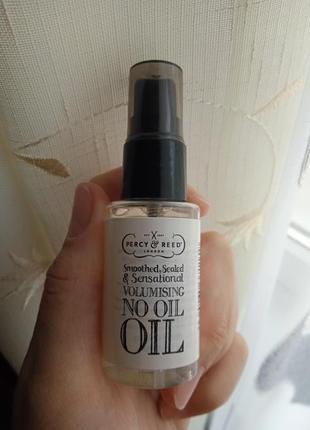 PERCY & REED
LONDON
Smoothed, Sealed
& Sensational
VOLUMISING
NO OIL
OIL